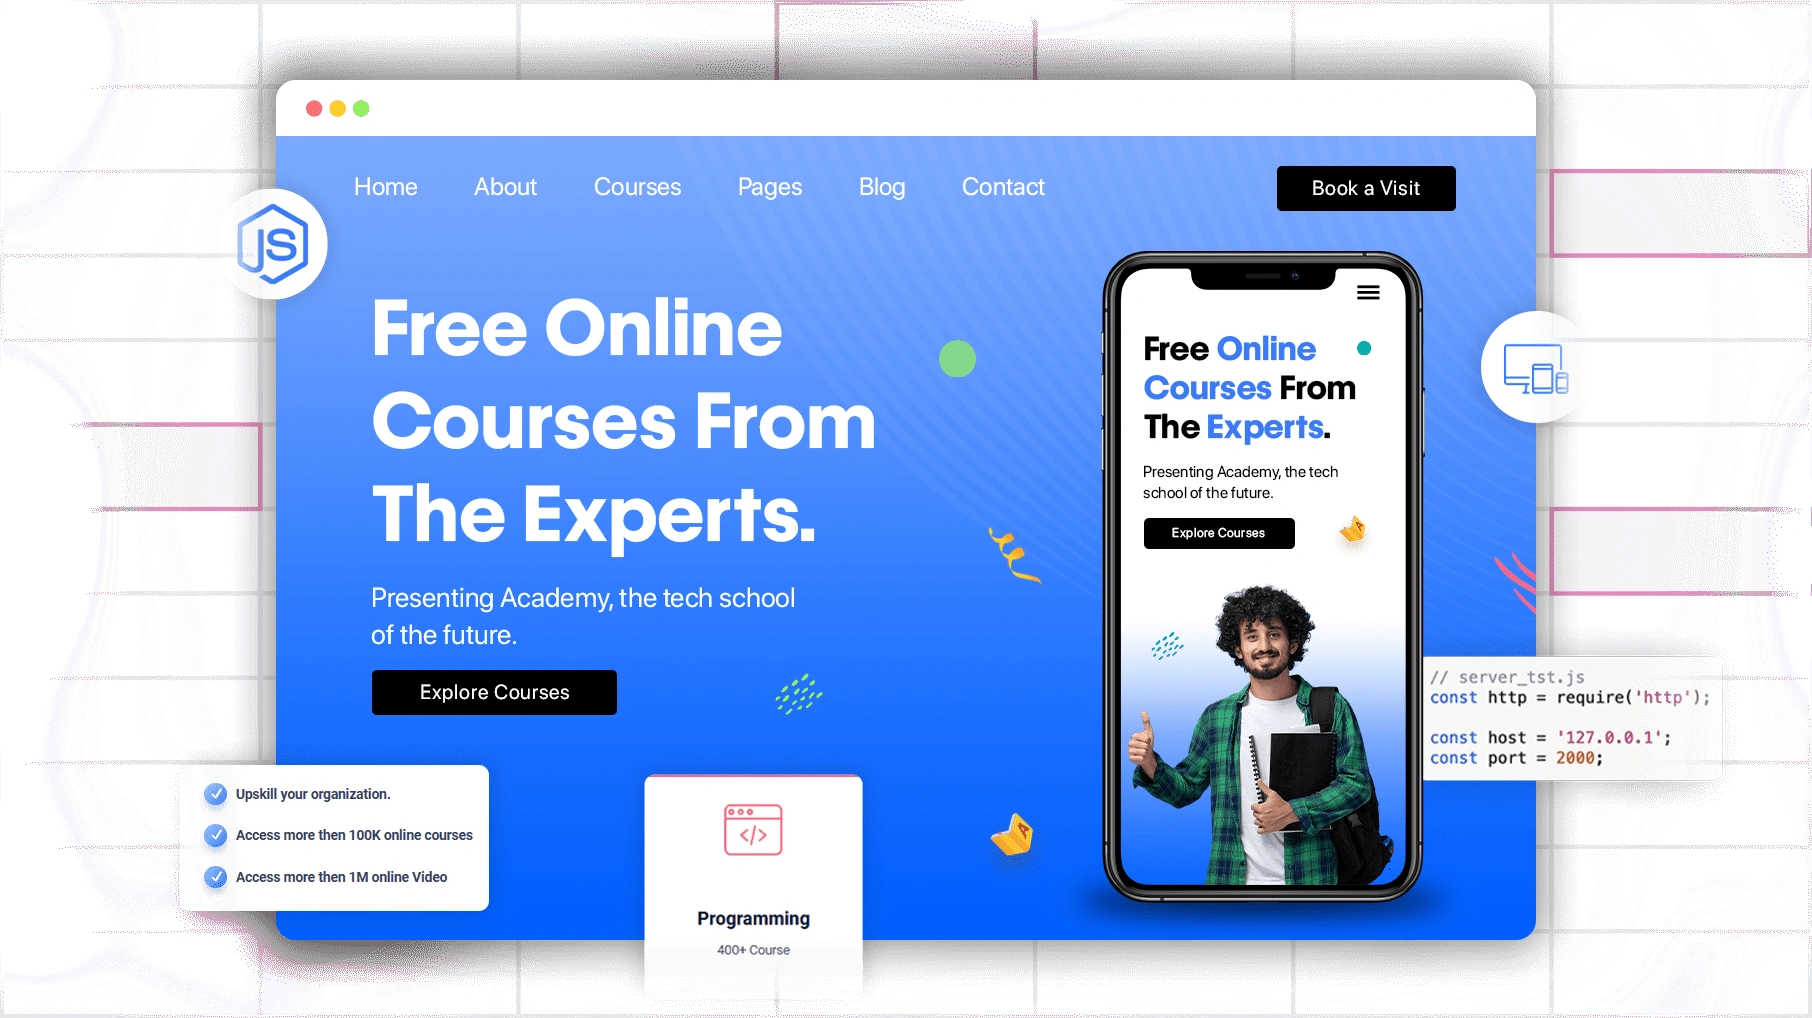 Home About Courses Pages Blog Contact
Book a Visit
JS
Free Online
Courses From
The Experts.
Presenting Academy, the tech school
of the future.
Explore Courses
Free Online
Courses From
The Experts.
Presenting Academy, the tech
school of the future.
Explore Courses
// server_tst.js
const http = require('http');
const host = '127.0.0.1';
const port = 2000;
Upskill your organization.
Access more then 100K online courses
Access more then 1M online Video
</>
Programming
400+ Course